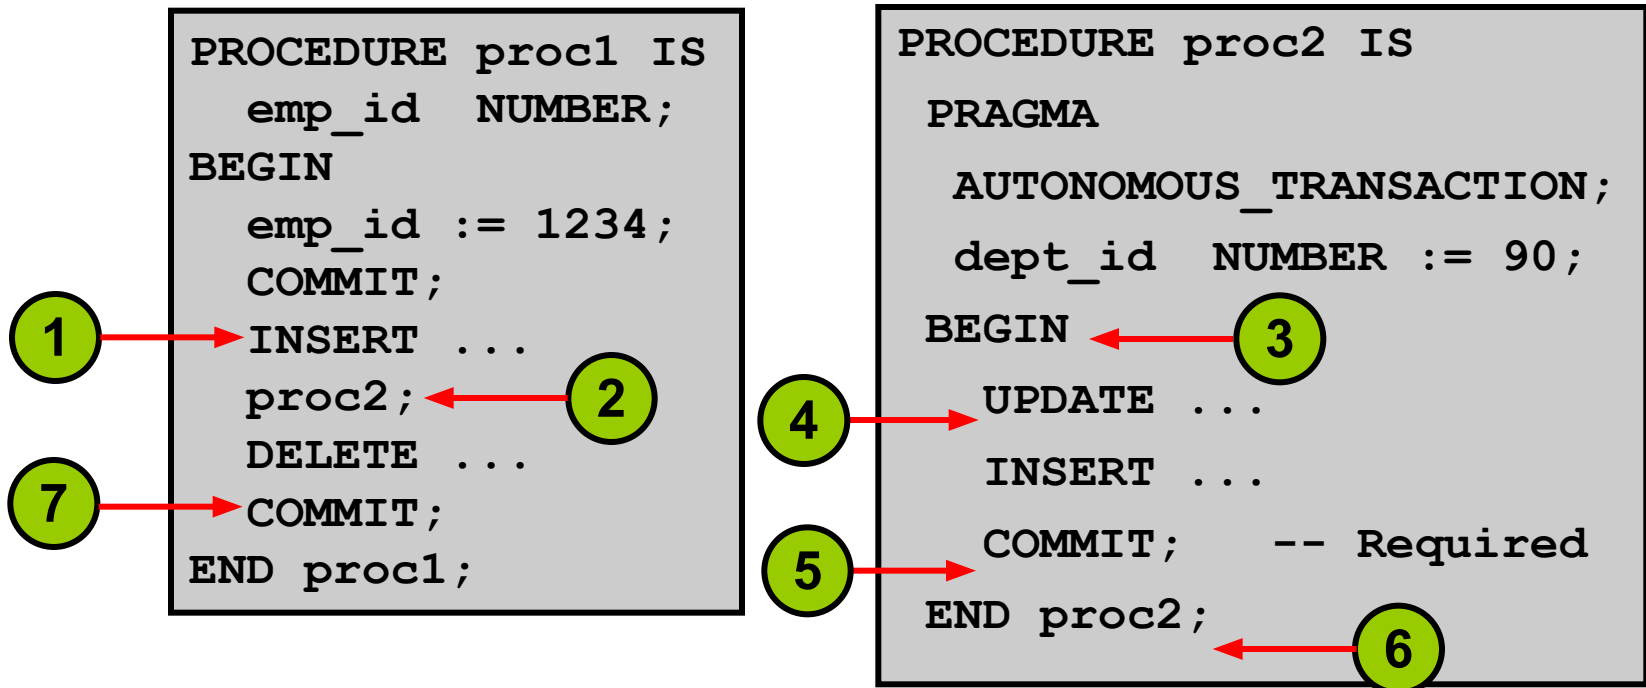 PROCEDURE proc1 IS
emp_id NUMBER;
BEGIN
emp_id := 1234;
COMMIT;
1
INSERT ...
proc2;
2
DELETE ...
7
COMMIT;
END proc1;
PROCEDURE proc2 IS
PRAGMA
AUTONOMOUS_TRANSACTION;
dept_id NUMBER := 90;
BEGIN
3
4
UPDATE ...
INSERT ...
5
COMMIT; -- Required
END proc2;
6